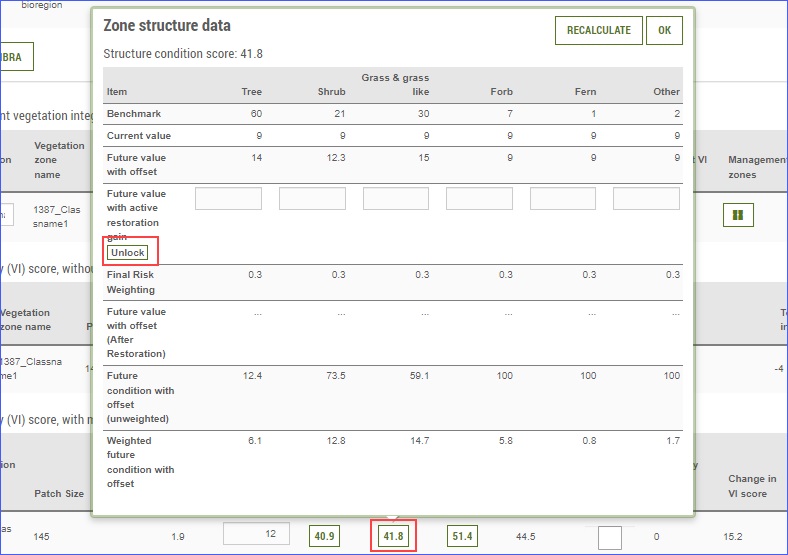 bioregion
Zone structure data
RECALCULATE OK
IBRA
Structure condition score: 41.8
Item Tree Shrub Grass & grass like Forb Fern Other
Benchmark 60 21 30 7 1 2
nt vegetation integ
Current value 9 9 9 9 9 9
Vegetation
zone
name
Future value
with offset 14 12.3 15 9 9 9
t VI Management
zones
Future value
with active
restoration
gain
Unlock
1387_Clas
sname1
Final Risk
Weighting 0.3 0.3 0.3 0.3 0.3 0.3
y (VI) score, withou
Future value
with offset
(After
Restoration) ... ... ... ... ... ...
Vegetation
zone name P
1387_Classna
me1 14
-4
Future
condition with
offset
(unweighted) 12.4 73.5 59.1 100 100 100
y (VI) score, with m
Weighted
future
condition with
offset 6.1 12.8 14.7 5.8 0.8 1.7
ion
Patch Size
y Change in
VI score
as 145 1.9 12 40.9 41.8 51.4 44.5 0 15.2